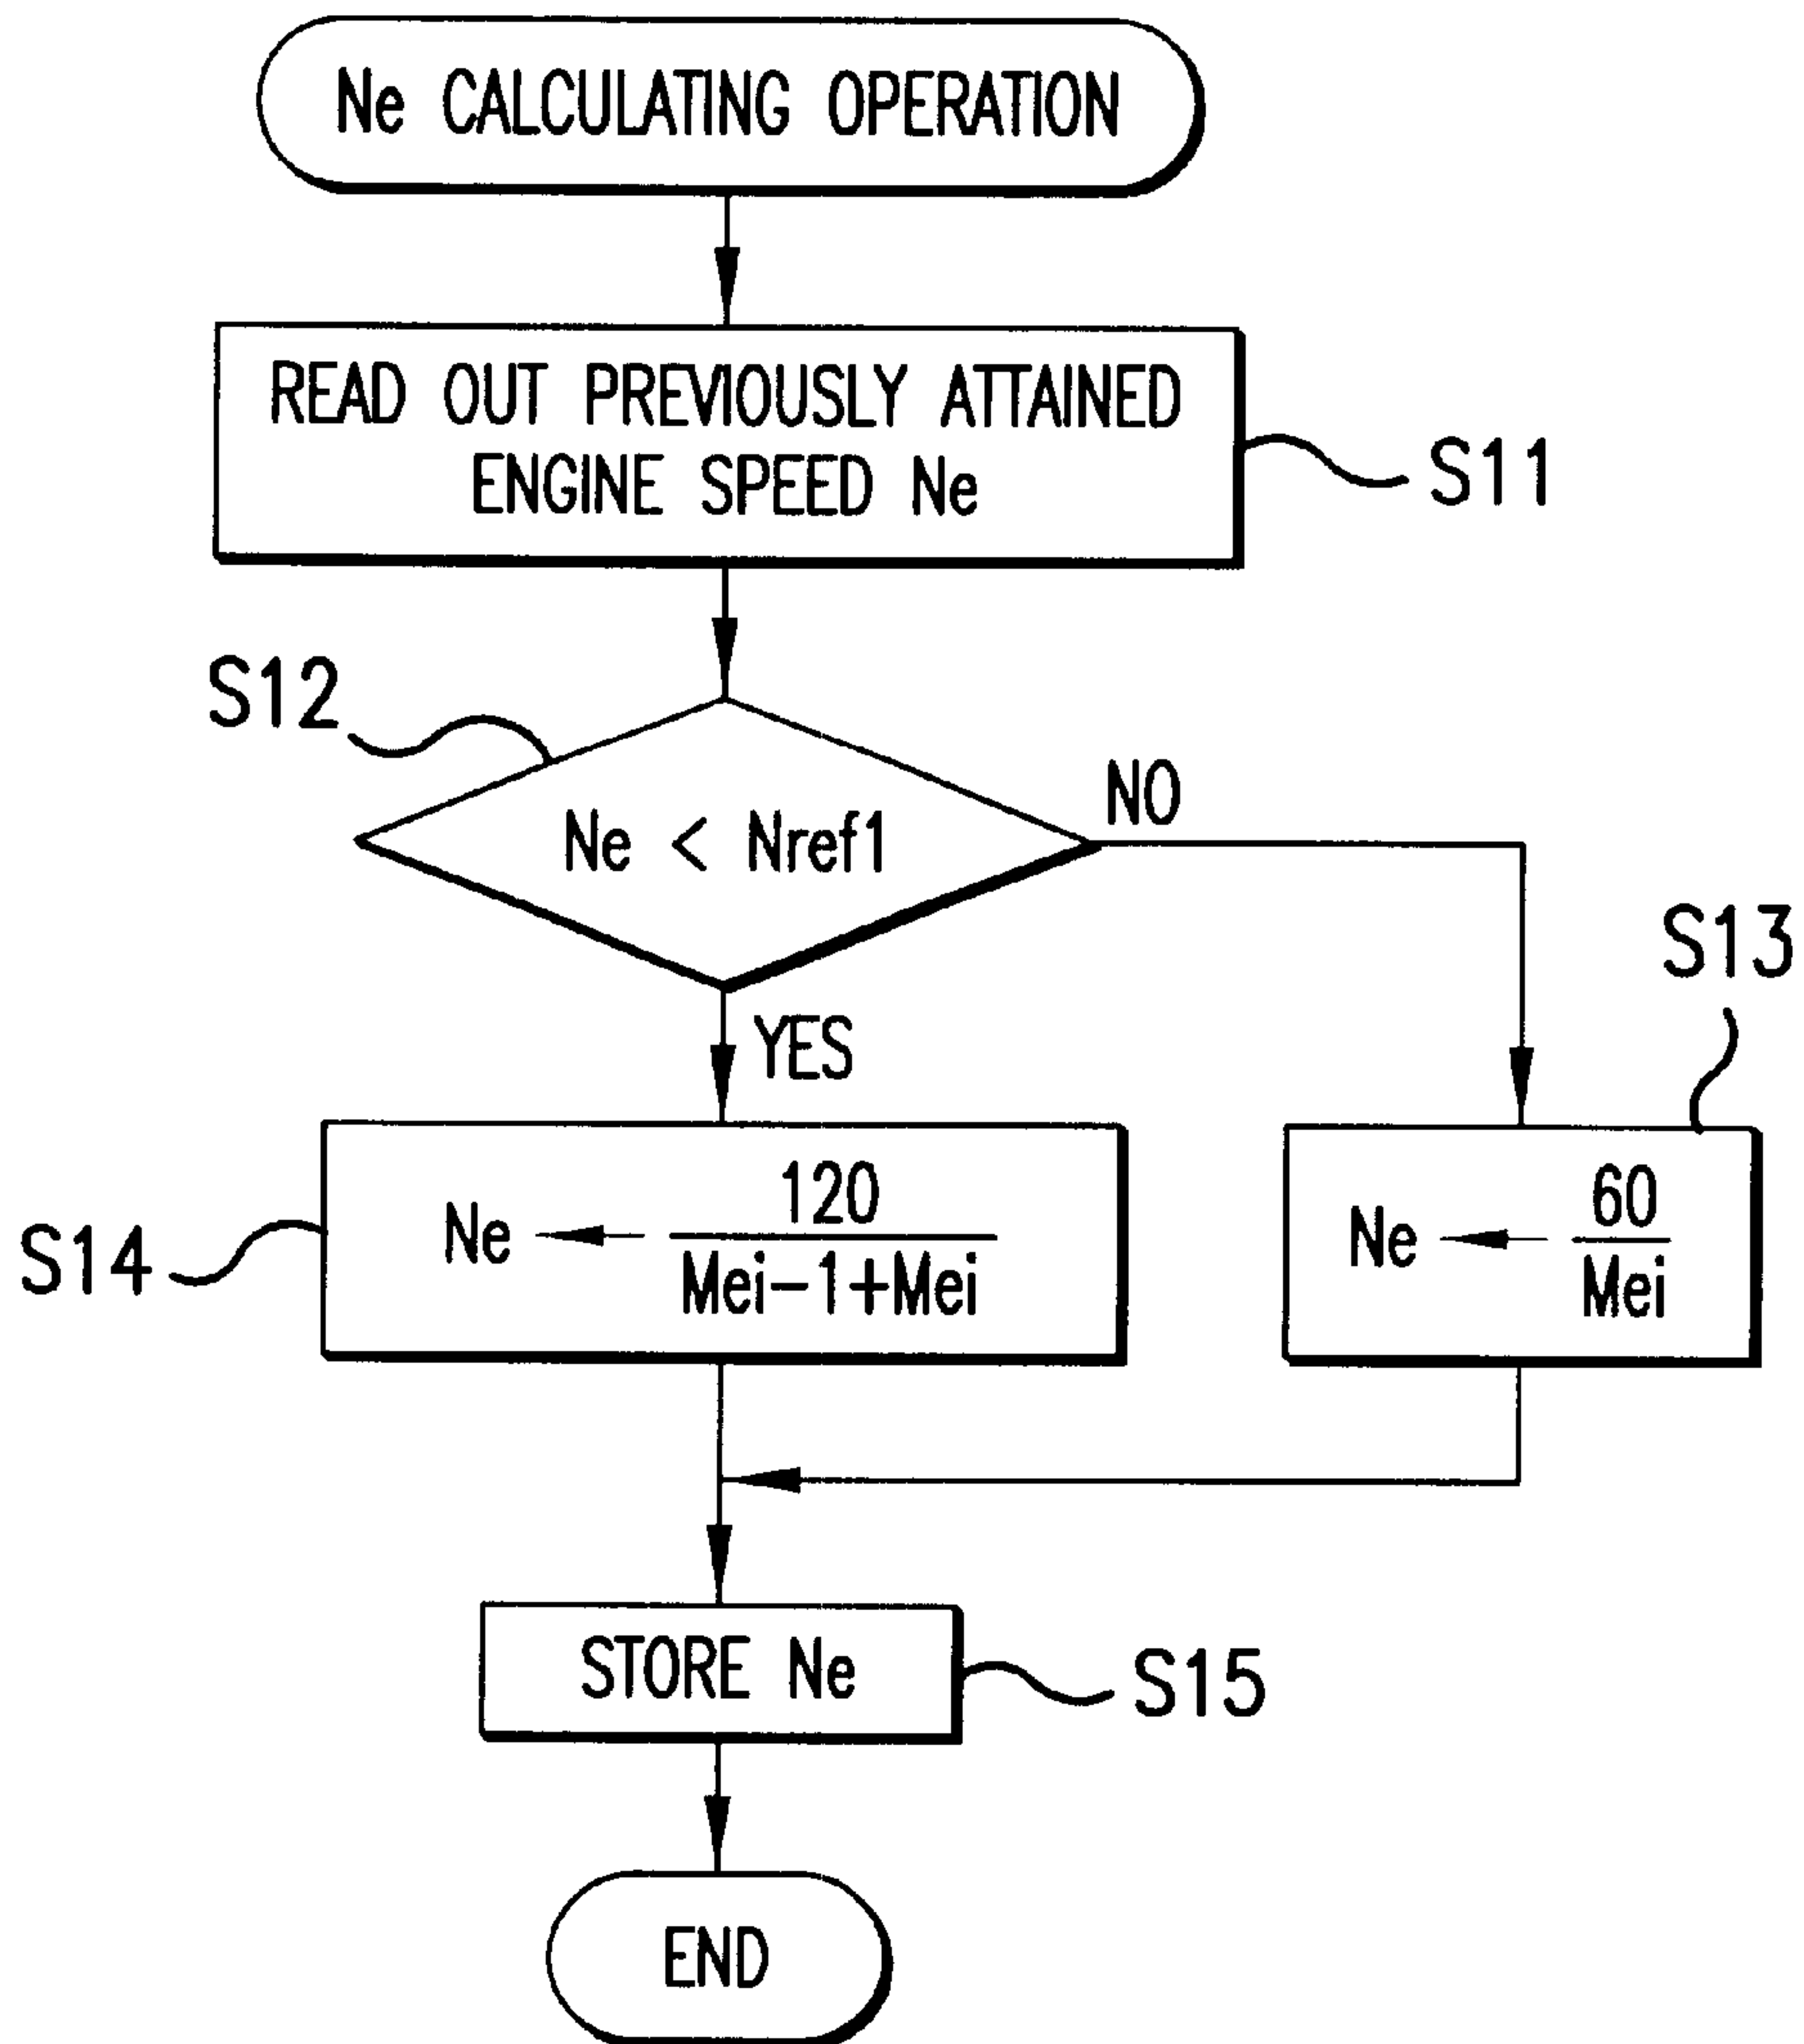 Ne CALCULATING OPERATION
READ OUT PREVIOUSLY ATTAINED
ENGINE SPEED Ne
S11
S12
Ne < Nref1
NO
YES
S13
S14
Ne ← 120
Mei-1+Mei
Ne ← 60
Mei
STORE Ne
S15
END